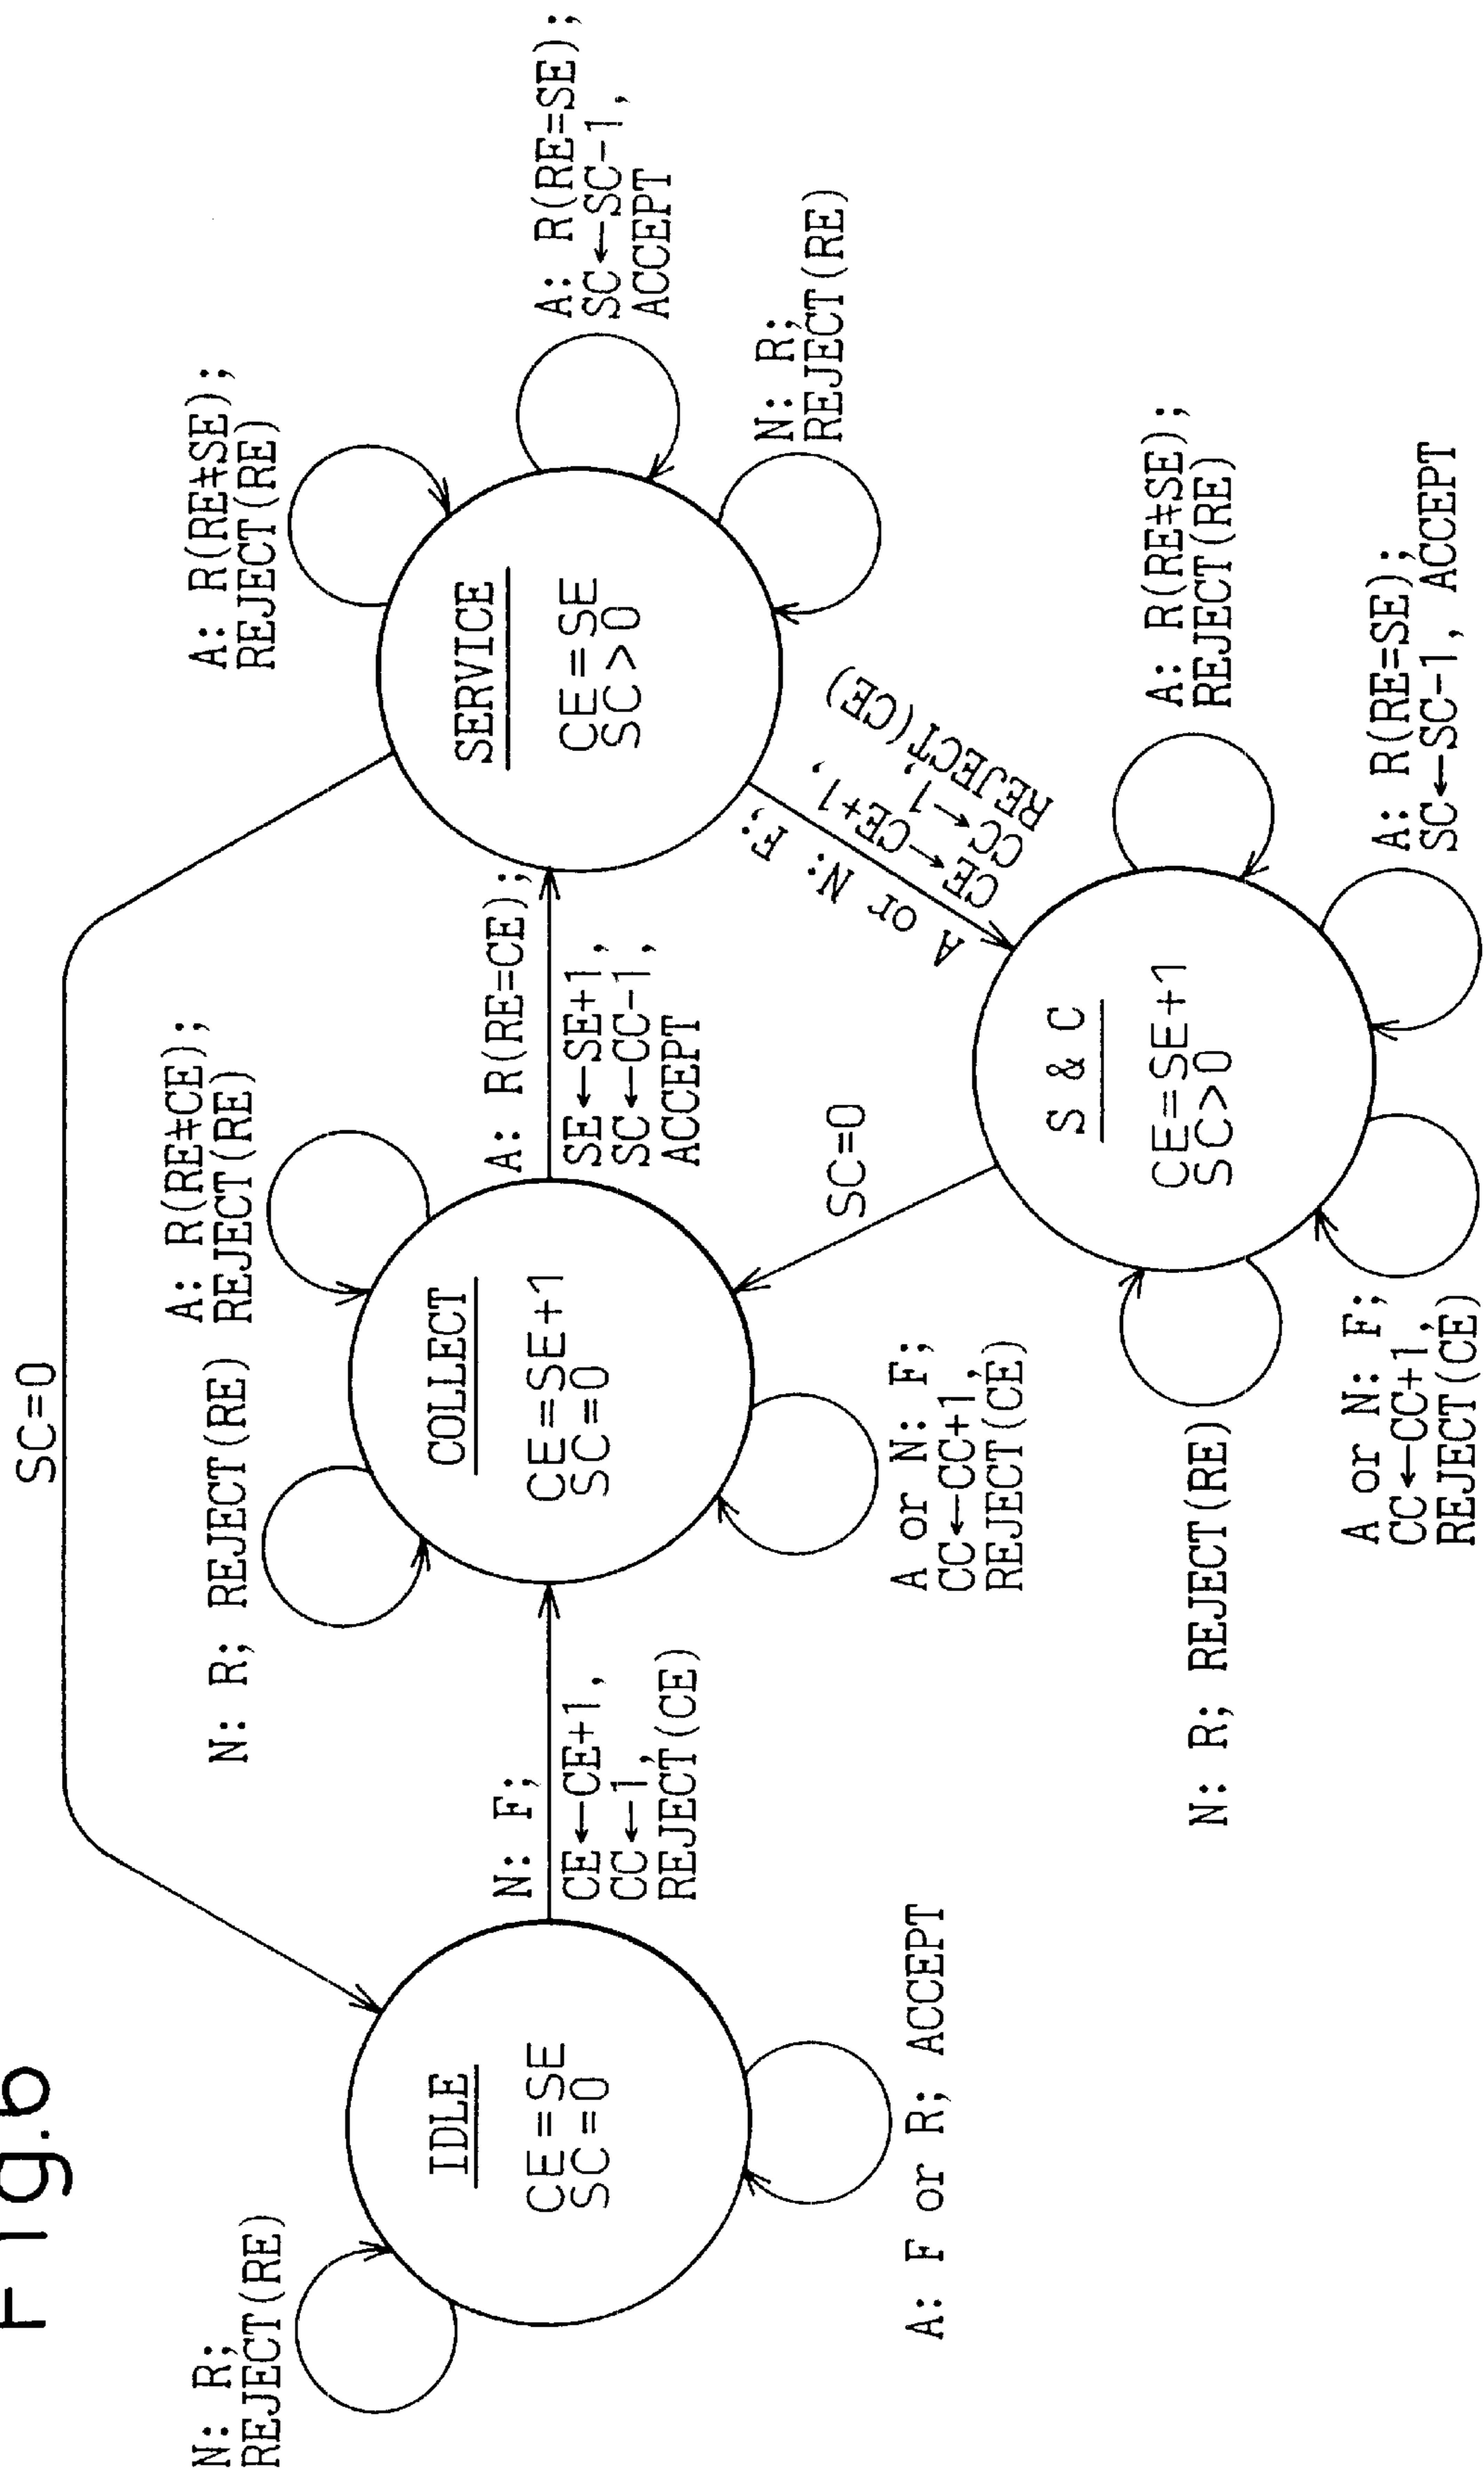 Fig.6
SC=0
N: R;
REJECT(RE)
IDLE
CE=SE
SC=0
A: F or R; ACCEPT
N: F;
CE←CE+1,
CC←1,
REJECT(CE)
N: R; REJECT(RE)
A: R(RE≠CE);
REJECT(RE)
COLLECT
CE=SE+1
SC=0
A or N: F;
CC←CC+1,
REJECT(CE)
A: R(RE=CE);
SE←SE+1,
SC←CC-1,
ACCEPT
A: R(RE≠SE);
REJECT(RE)
SERVICE
CE=SE
SC>0
A: R(RE=SE);
SC←SC-1,
ACCEPT
N: R;
REJECT(RE)
A or N: F;
CE←CE+1,
CC←1,
REJECT(CE)
SC=0
S & C
CE=SE+1
SC>0
N: R; REJECT(RE)
A or N: F;
CC←CC+1,
REJECT(CE)
A: R(RE=SE);
SC←SC-1, ACCEPT
A: R(RE≠SE);
REJECT(RE)